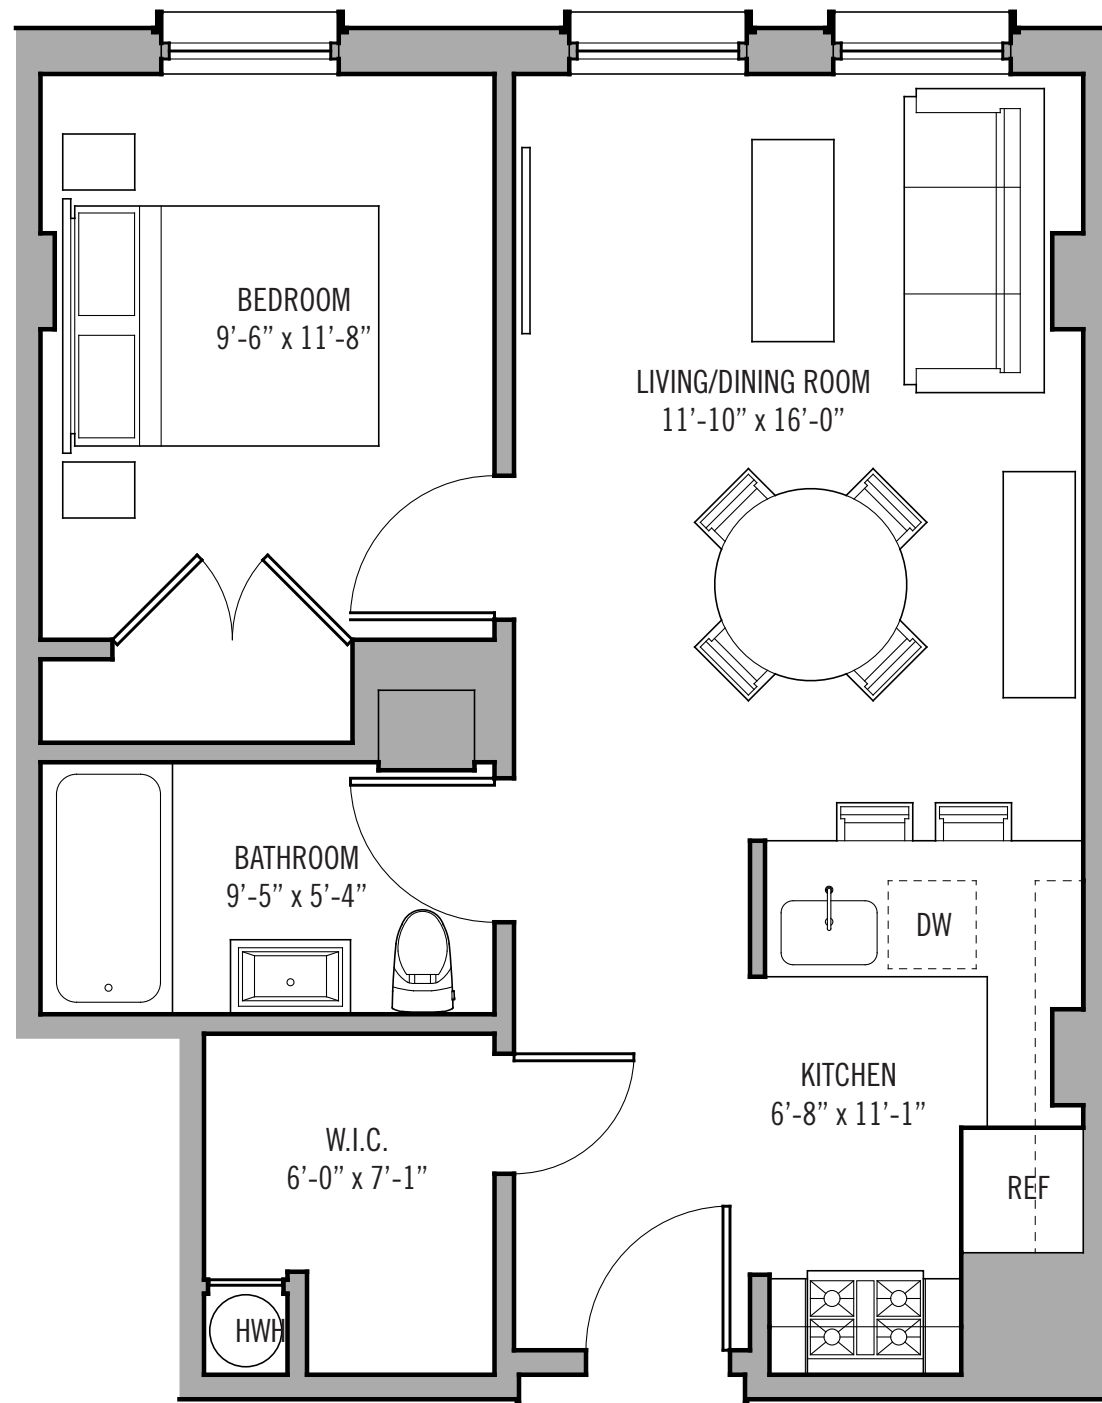 BEDROOM
9’-6” x 11’-8”
LIVING/DINING ROOM
11’-10” x 16’-0”
BATHROOM
9’-5” x 5’-4”
DW
KITCHEN
6’-8” x 11’-1”
W.I.C.
6’-0” x 7’-1”
REF
HWH